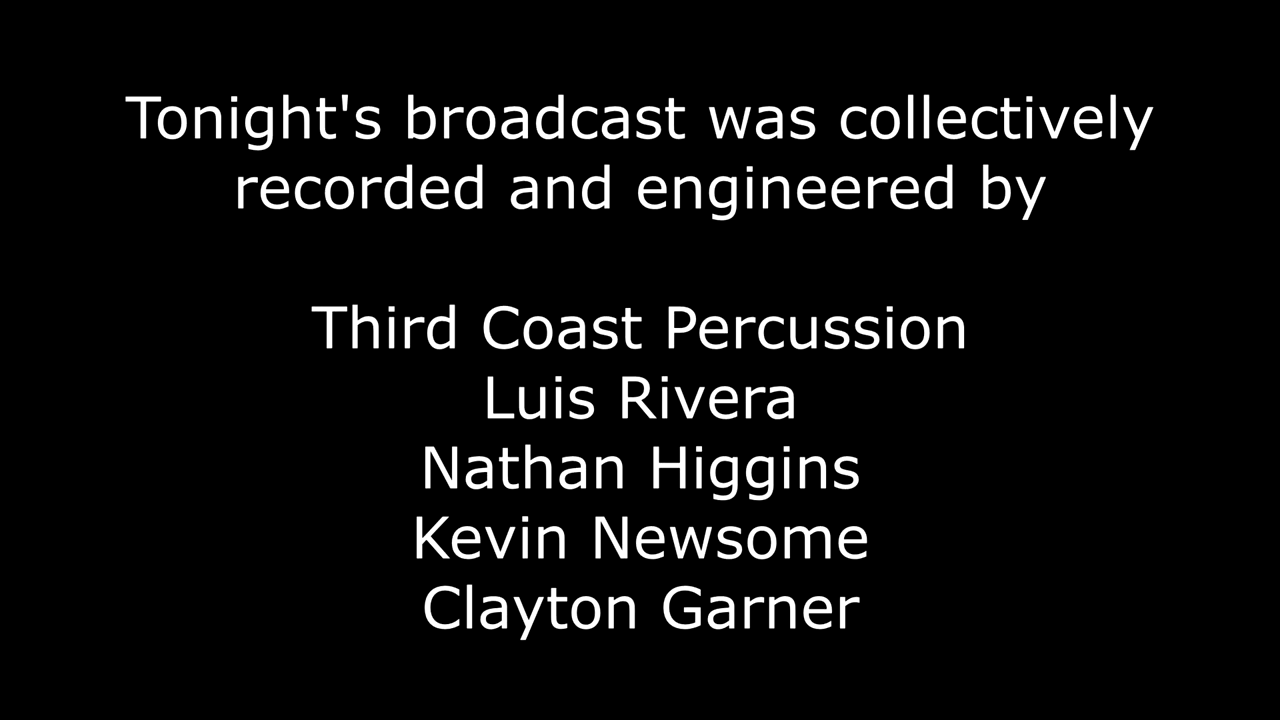 Tonight's broadcast was collectively
recorded and engineered by
Third Coast Percussion
Luis Rivera
Nathan Higgins
Kevin Newsome
Clayton Garner